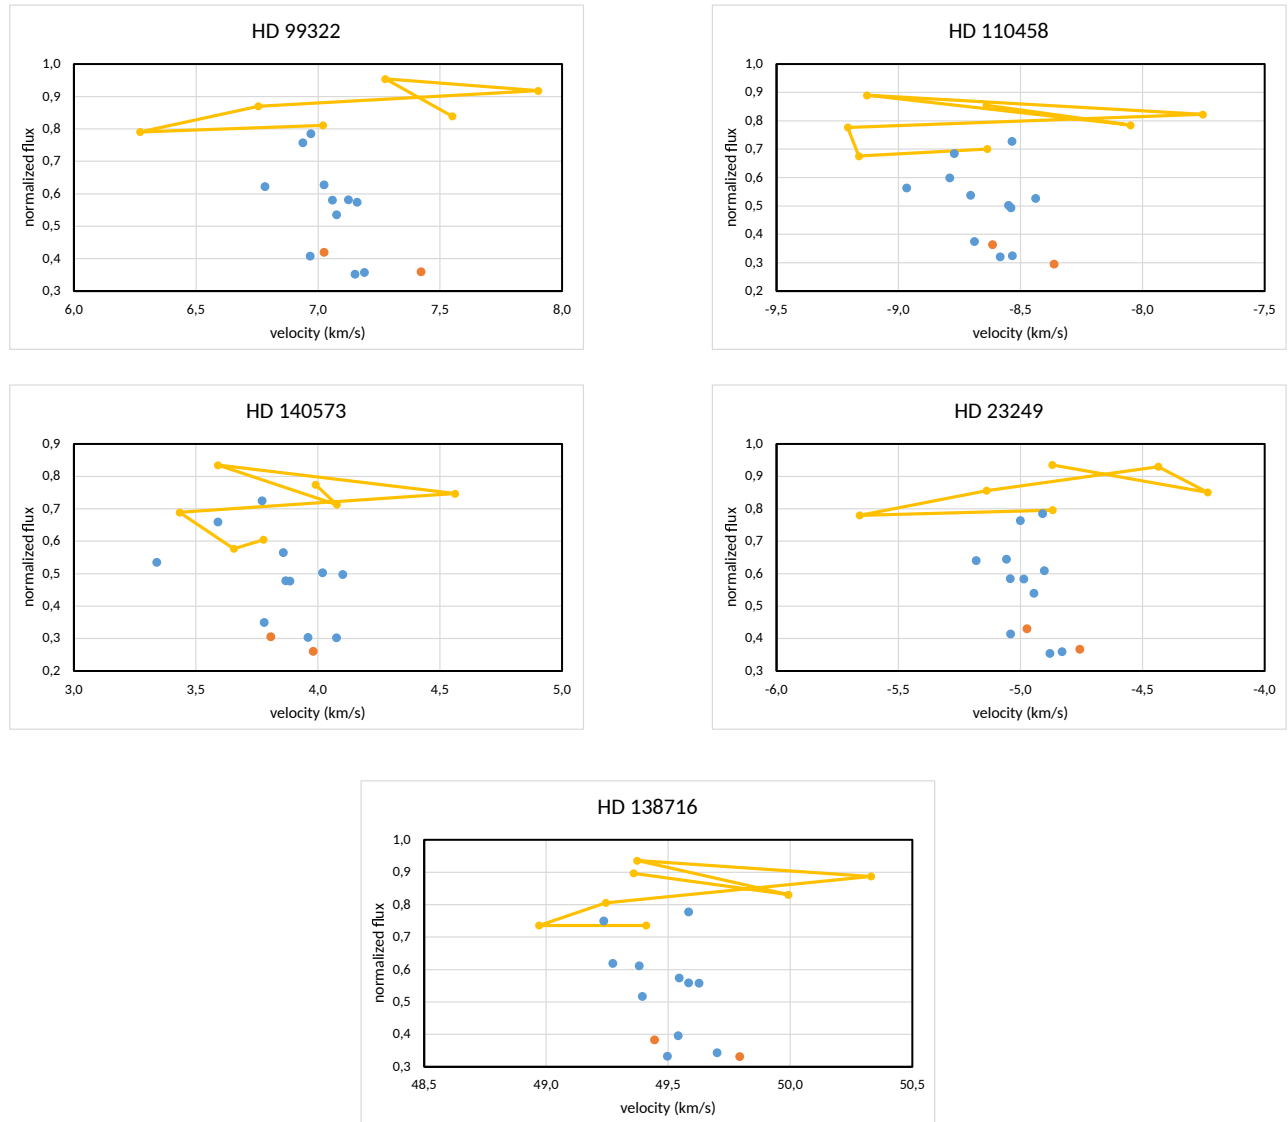 HD 99322
1,0
0,9
0,8
0,7
0,6
0,5
0,4
0,3
normalized flux
6,0 6,5 7,0 7,5 8,0
velocity (km/s)
HD 110458
1,0
0,9
0,8
0,7
0,6
0,5
0,4
0,3
0,2
normalized flux
-9,5 -9,0 -8,5 -8,0 -7,5
velocity (km/s)
HD 140573
0,9
0,8
0,7
0,6
0,5
0,4
0,3
0,2
normalized flux
3,0 3,5 4,0 4,5 5,0
velocity (km/s)
HD 23249
1,0
0,9
0,8
0,7
0,6
0,5
0,4
0,3
normalized flux
-6,0 -5,5 -5,0 -4,5 -4,0
velocity (km/s)
HD 138716
1,0
0,9
0,8
0,7
0,6
0,5
0,4
0,3
normalized flux
48,5 49,0 49,5 50,0 50,5
velocity (km/s)